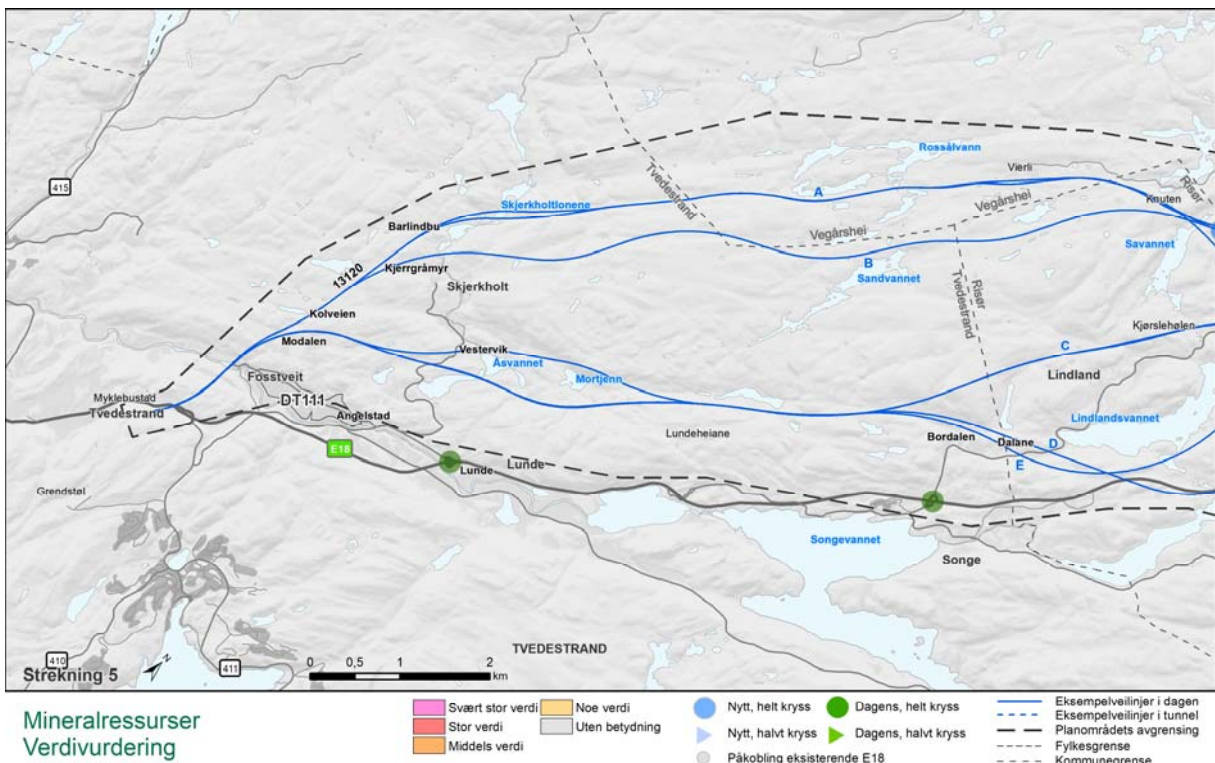 415
Rossålvann
Vierli
Tvedestrand
A
Risør
Knuten
Skjerkholtlonene
Barlindbu
Vegårshei
Vegårshei
B
Savannet
Kjerrgråmyr
Sandvannet
13120
Skjerkholt
Risør
Tvedestrand
Kolveien
Kjørslehølen
Modalen
Vestervik
C
Åsvannet
Lindland
Fosstveit
Mortjenn
Myklebustad
Tvedestrand
DT111
Angelstad
Lindlandsvannet
Lundeheiane
Bordalen
Dalane
D
E18
Lunde
Lunde
E
Grendstøl
Songevannet
Songe
TVEDESTRAND
410
N
411
Strekning 5
0 0,5 1 2
km
Mineralressurser
Verdivurdering
Svært stor verdi
Stor verdi
Middels verdi
Noe verdi
Uten betydning
Nytt, helt kryss
Nytt, halvt kryss
Påkobling eksisterende E18
Dagens, helt kryss
Dagens, halvt kryss
Eksempelveilinjer i dagen
Eksempelveilinjer i tunnel
Planområdets avgrensing
Fylkesgrense
Kommunegrense